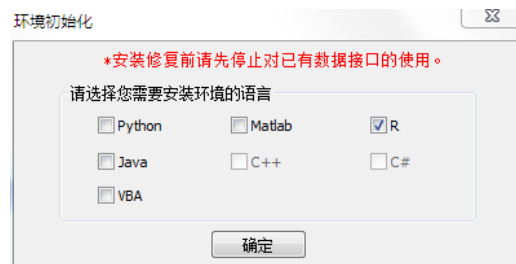 环境初始化
*安装修复前请先停止对已有数据接口的使用。
请选择您需要安装环境的语言
Python Matlab R
Java C++ C#
VBA
确定